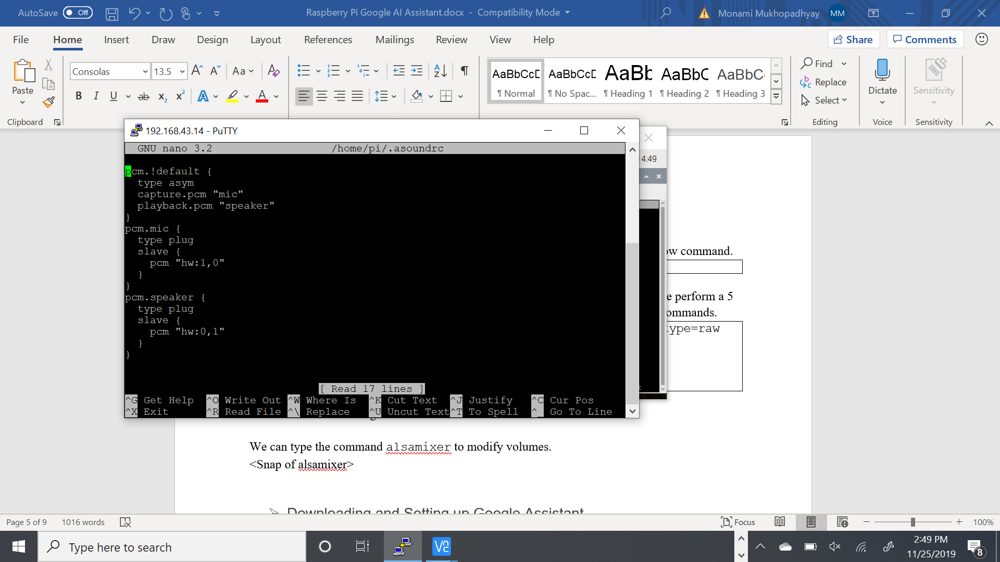 AutoSave Off Raspberry Pi Google AI Assistant.docx - Compatibility Mode Monami Mukhopadhyay MM
File Home Insert Draw Design Layout References Mailings Review View Help Share Comments
Paste
Clipboard
Consolas 13.5 Aa
B I U ab x₂ x² A A
AaBbCcD ¶ Normal
AaBbCcD ¶ No Spac...
AaBb ¶ Heading 1
AaBbC ¶ Heading 2
AaBbC ¶ Heading 3
Find
Replace
Select
Editing
Dictate
Voice
Sensitivity
Sensitivity
192.168.43.14 - PuTTY
GNU nano 3.2 /home/pi/.asoundrc
pcm.!default {
type asym
capture.pcm "mic"
playback.pcm "speaker"
}
pcm.mic {
type plug
slave {
pcm "hw:1,0"
}
}
pcm.speaker {
type plug
slave {
pcm "hw:0,1"
}
}
[ Read 17 lines ]
^G Get Help ^O Write Out ^W Where Is ^K Cut Text ^J Justify ^C Cur Pos
^X Exit ^R Read File ^\ Replace ^U Uncut Text ^T To Spell ^_ Go To Line
4:49
ow command.
e perform a 5
ommands.
type=raw
We can type the command alsamixer to modify volumes.
<Snap of alsamixer>
➢ Downloading and Setting up Google Assistant
Page 5 of 9 1016 words Focus 100%
Type here to search
VE
2:49 PM
11/25/2019
8